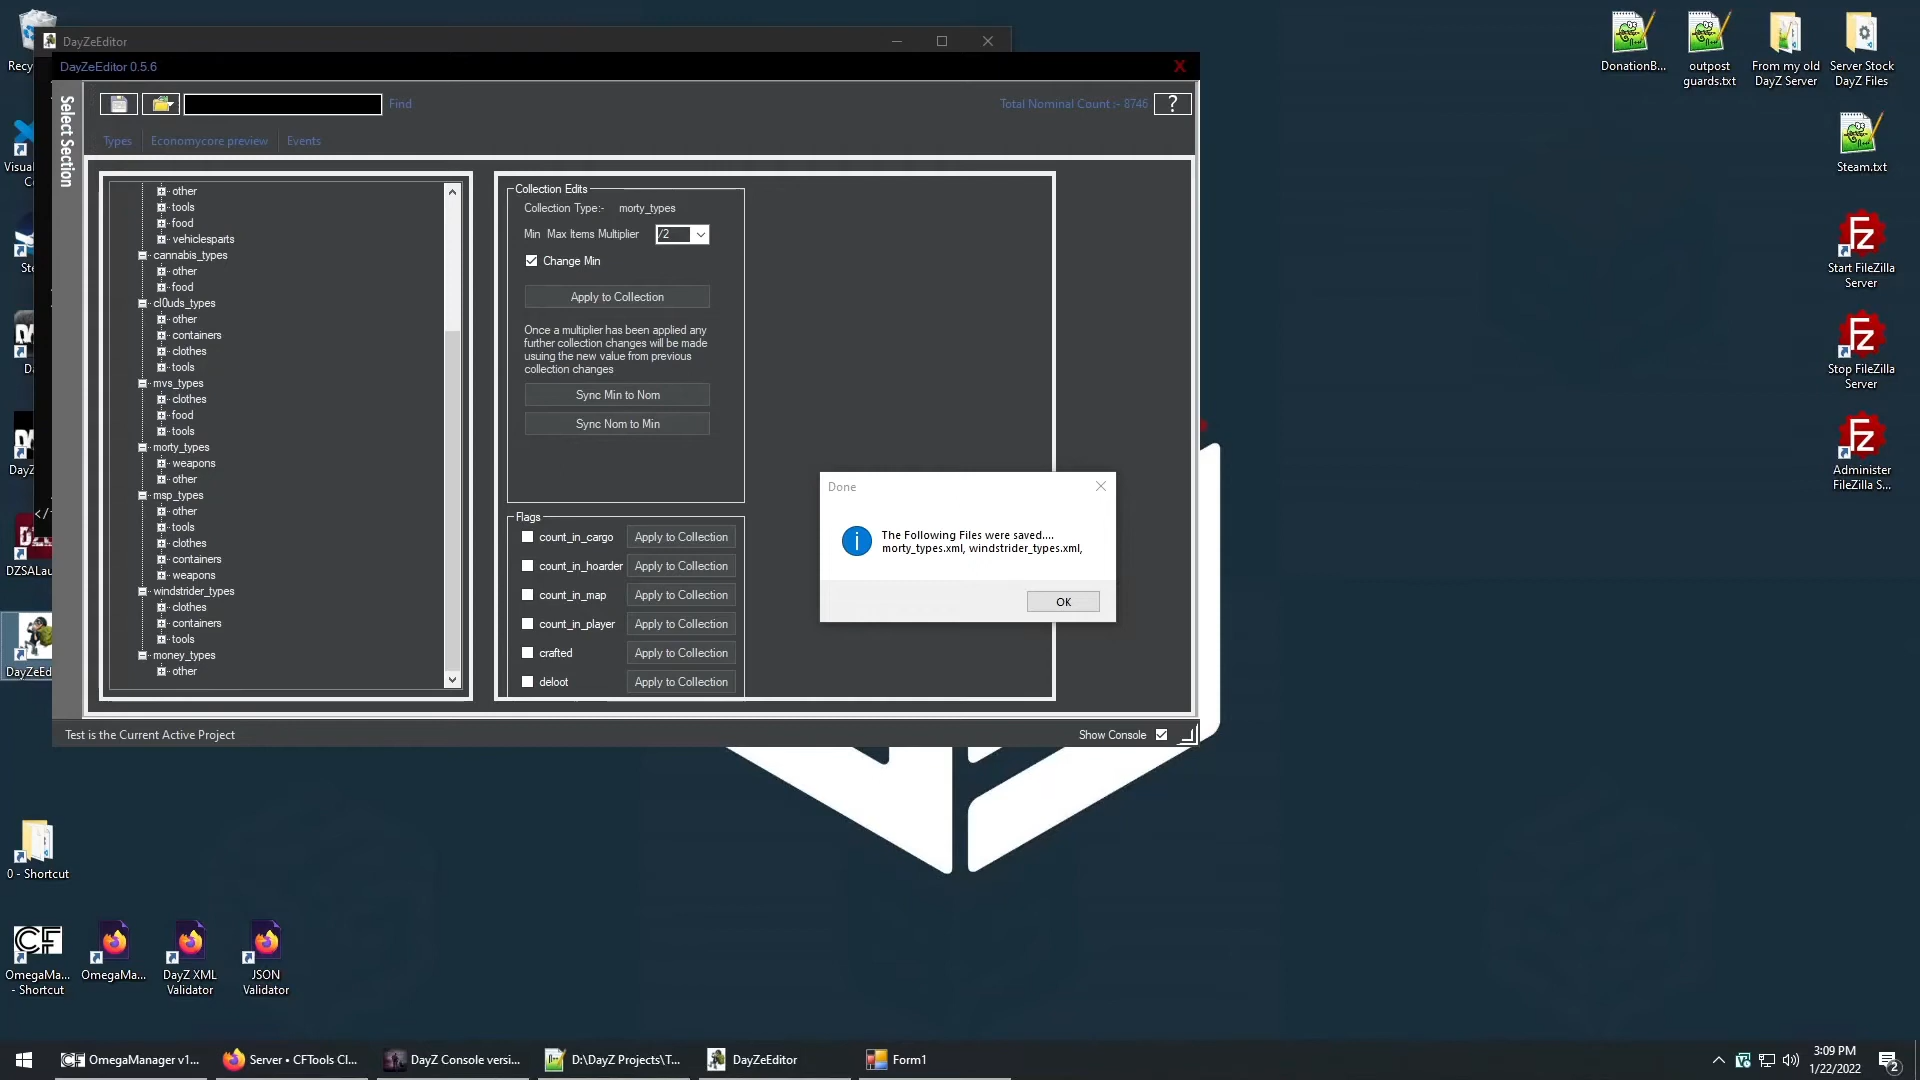 DayZeEditor
DayZeEditor 0.5.6
X
Select Section
Find
Total Nominal Count :- 8746
?
Types
Economycore preview
Events
other
tools
food
vehiclesparts
cannabis_types
other
food
cl0uds_types
other
containers
clothes
tools
mvs_types
clothes
food
tools
morty_types
weapons
other
msp_types
other
tools
clothes
containers
weapons
windstrider_types
clothes
containers
tools
money_types
other
Collection Edits
Collection Type:- morty_types
Min Max Items Multiplier /2
Change Min
Apply to Collection
Once a multiplier has been applied any
further collection changes will be made
usuing the new value from previous
collection changes
Sync Min to Nom
Sync Nom to Min
Flags
count_in_cargo Apply to Collection
count_in_hoarder Apply to Collection
count_in_map Apply to Collection
count_in_player Apply to Collection
crafted Apply to Collection
deloot Apply to Collection
Done
The Following Files were saved....
morty_types.xml, windstrider_types.xml,
OK
Test is the Current Active Project
Show Console
Recy
Visual
C
Ste
Da
</
DayZ
DZSALau
DayZeEd
0 - Shortcut
CF
OmegaMa...
- Shortcut
OmegaMa...
DayZ XML
Validator
JSON
Validator
DonationB...
outpost
guards.txt
From my old
DayZ Server
Server Stock
DayZ Files
Steam.txt
Fz
Start FileZilla
Server
Fz
Stop FileZilla
Server
Fz
Administer
FileZilla S...
CF OmegaManager v1...
Server • CFTools Cl...
DayZ Console versi...
D:\DayZ Projects\T...
DayZeEditor
Form1
3:09 PM
1/22/2022
2